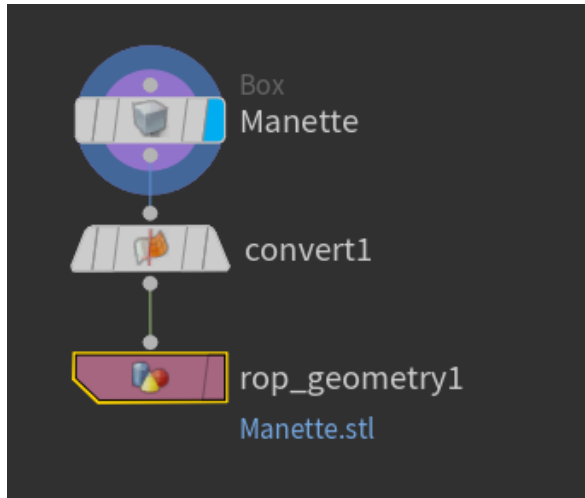 Box
Manette
convert1
rop_geometry1
Manette.stl